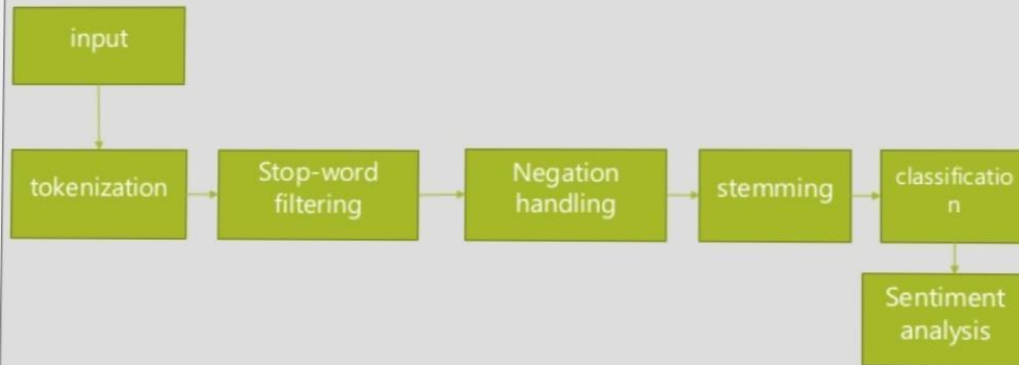 input
tokenization
Stop-word
filtering
Negation
handling
stemming
classificatio
n
Sentiment
analysis